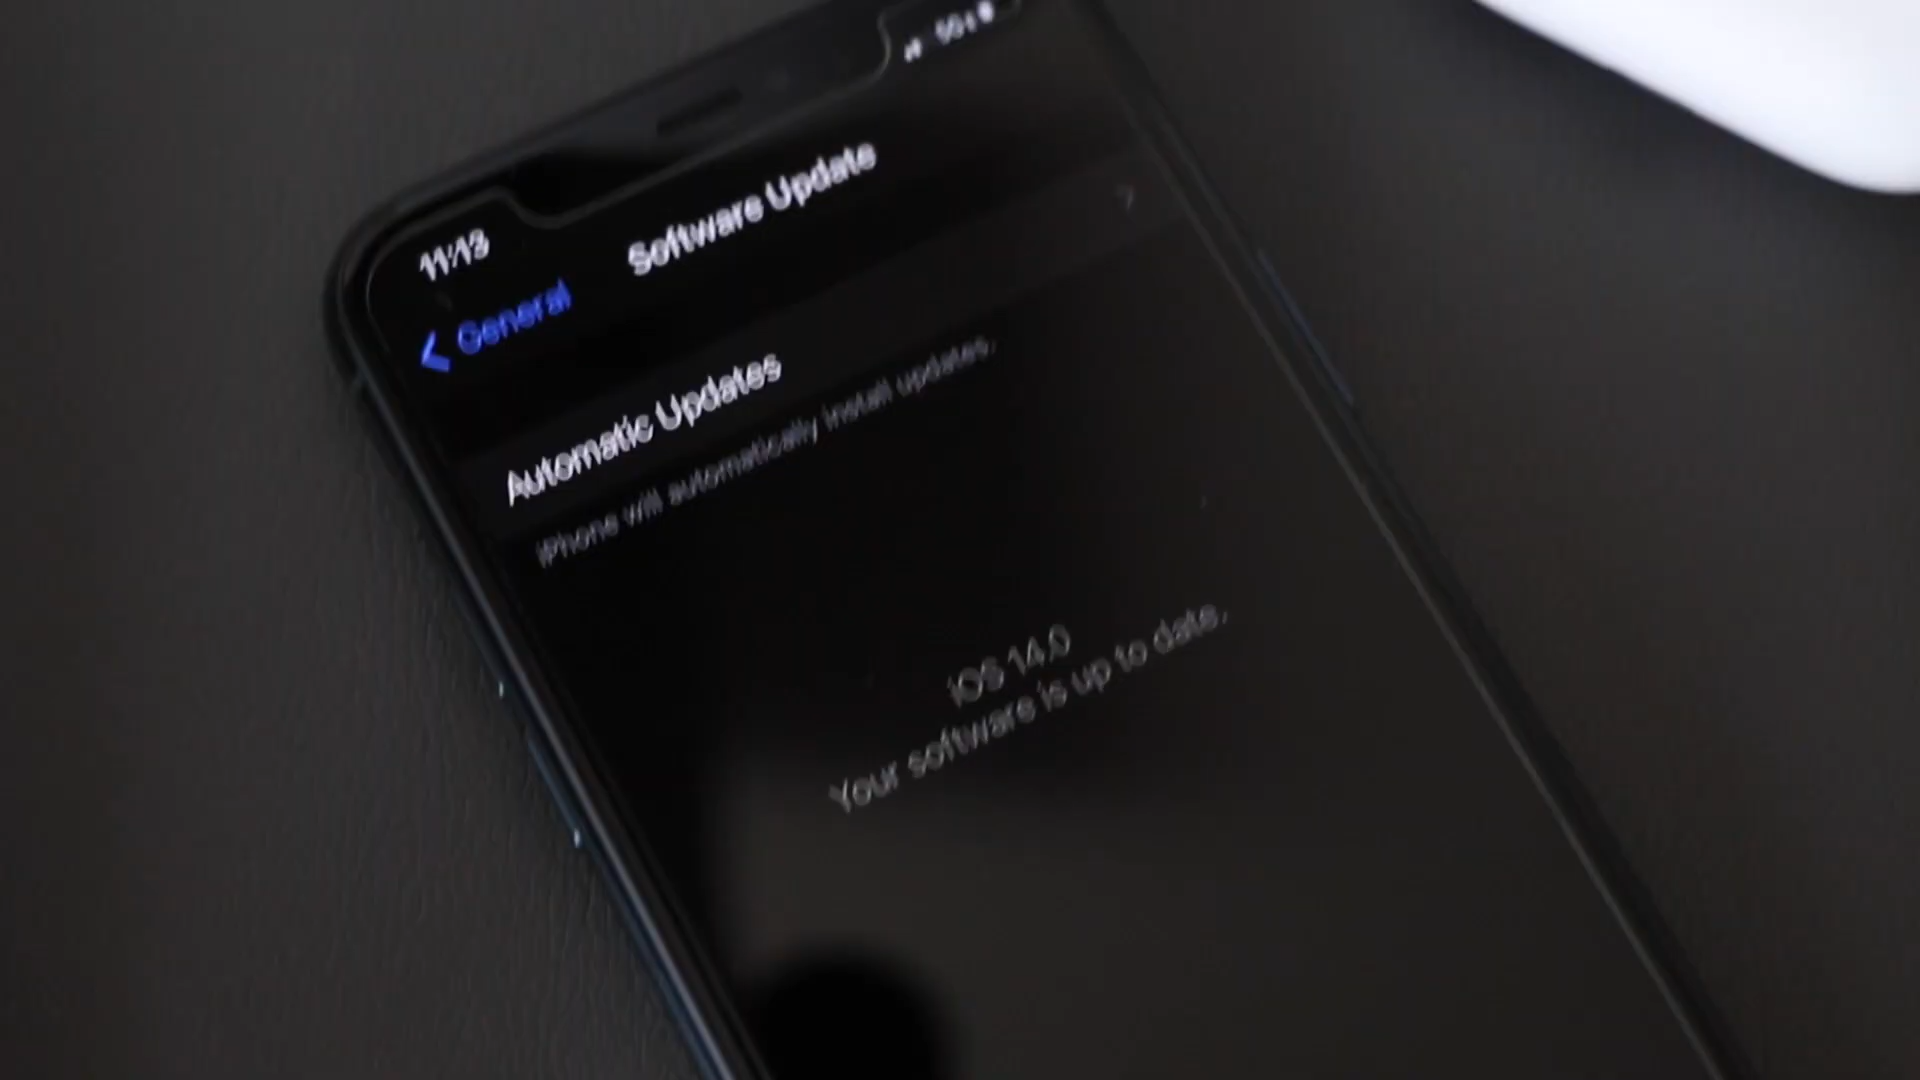 11:13
General
Software Update
Automatic Updates
iPhone will automatically install updates.
iOS 14.0
Your software is up to date.